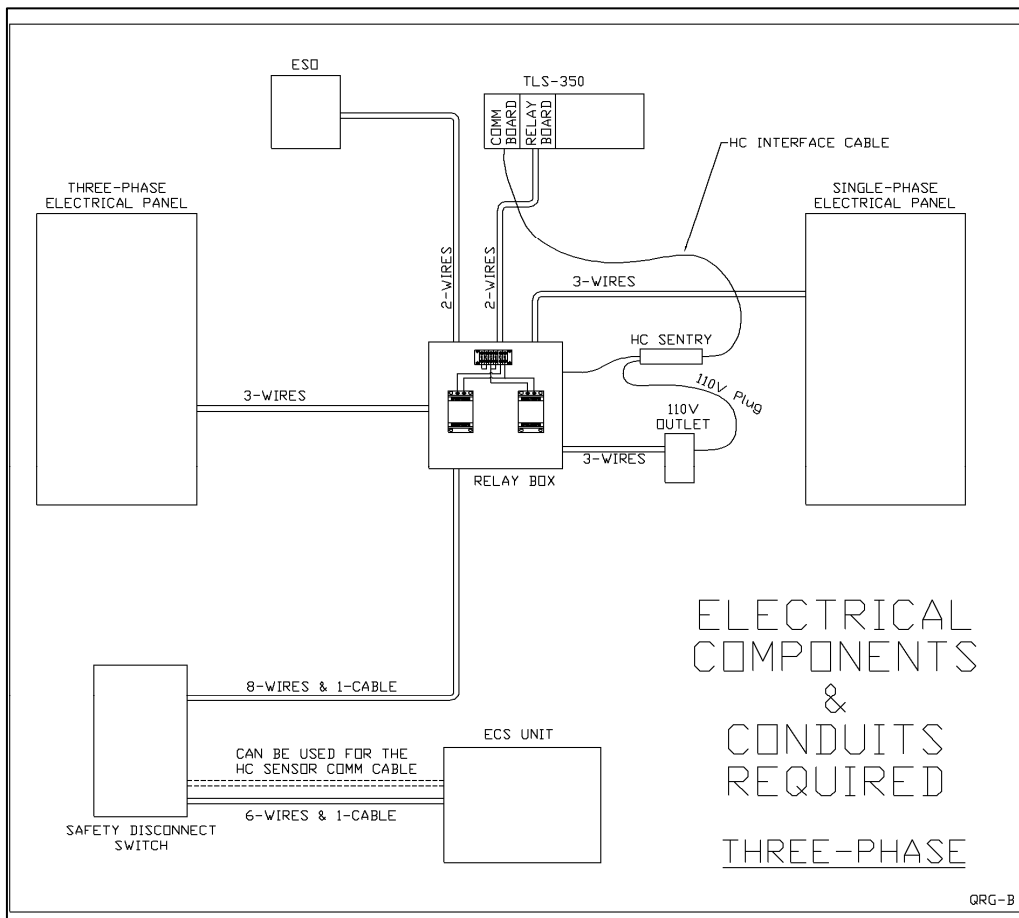 ESO
TLS-350
COMM
BOARD
RELAY
BOARD
HC INTERFACE CABLE
THREE-PHASE
ELECTRICAL PANEL
SINGLE-PHASE
ELECTRICAL PANEL
2-WIRES
2-WIRES
3-WIRES
HC SENTRY
110V Plug
3-WIRES
110V
OUTLET
3-WIRES
RELAY BOX
8-WIRES & 1-CABLE
CAN BE USED FOR THE
HC SENSOR COMM CABLE
6-WIRES & 1-CABLE
ECS UNIT
SAFETY DISCONNECT
SWITCH
ELECTRICAL
COMPONENTS
&
CONDUITS
REQUIRED
THREE-PHASE
QRG-B